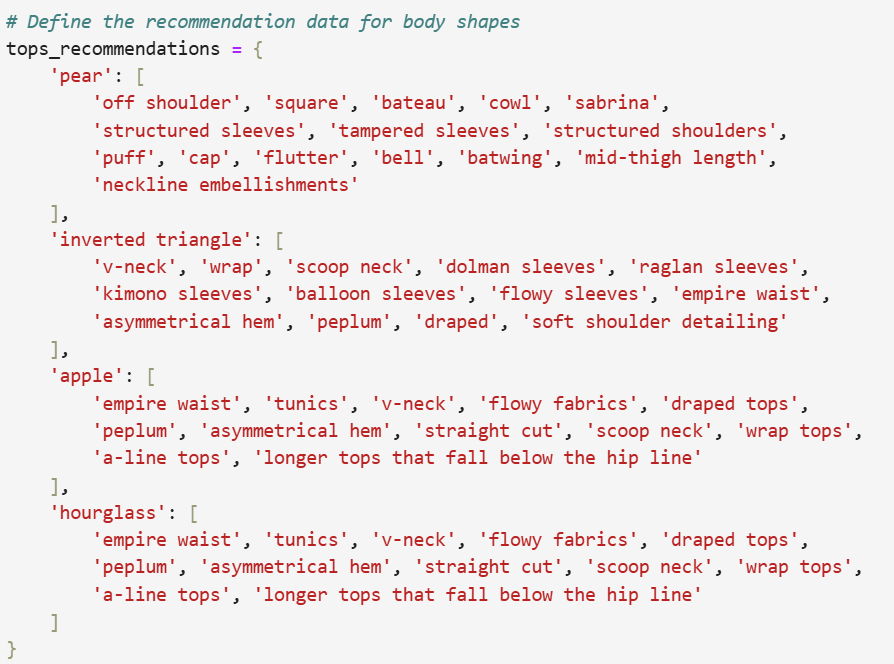 # Define the recommendation data for body shapes
tops_recommendations = {
    'pear': [
        'off shoulder', 'square', 'bateau', 'cowl', 'sabrina',
        'structured sleeves', 'tampered sleeves', 'structured shoulders',
        'puff', 'cap', 'flutter', 'bell', 'batwing', 'mid-thigh length',
        'neckline embellishments'
    ],
    'inverted triangle': [
        'v-neck', 'wrap', 'scoop neck', 'dolman sleeves', 'raglan sleeves',
        'kimono sleeves', 'balloon sleeves', 'flowy sleeves', 'empire waist',
        'asymmetrical hem', 'peplum', 'draped', 'soft shoulder detailing'
    ],
    'apple': [
        'empire waist', 'tunics', 'v-neck', 'flowy fabrics', 'draped tops',
        'peplum', 'asymmetrical hem', 'straight cut', 'scoop neck', 'wrap tops',
        'a-line tops', 'longer tops that fall below the hip line'
    ],
    'hourglass': [
        'empire waist', 'tunics', 'v-neck', 'flowy fabrics', 'draped tops',
        'peplum', 'asymmetrical hem', 'straight cut', 'scoop neck', 'wrap tops',
        'a-line tops', 'longer tops that fall below the hip line'
    ]
}